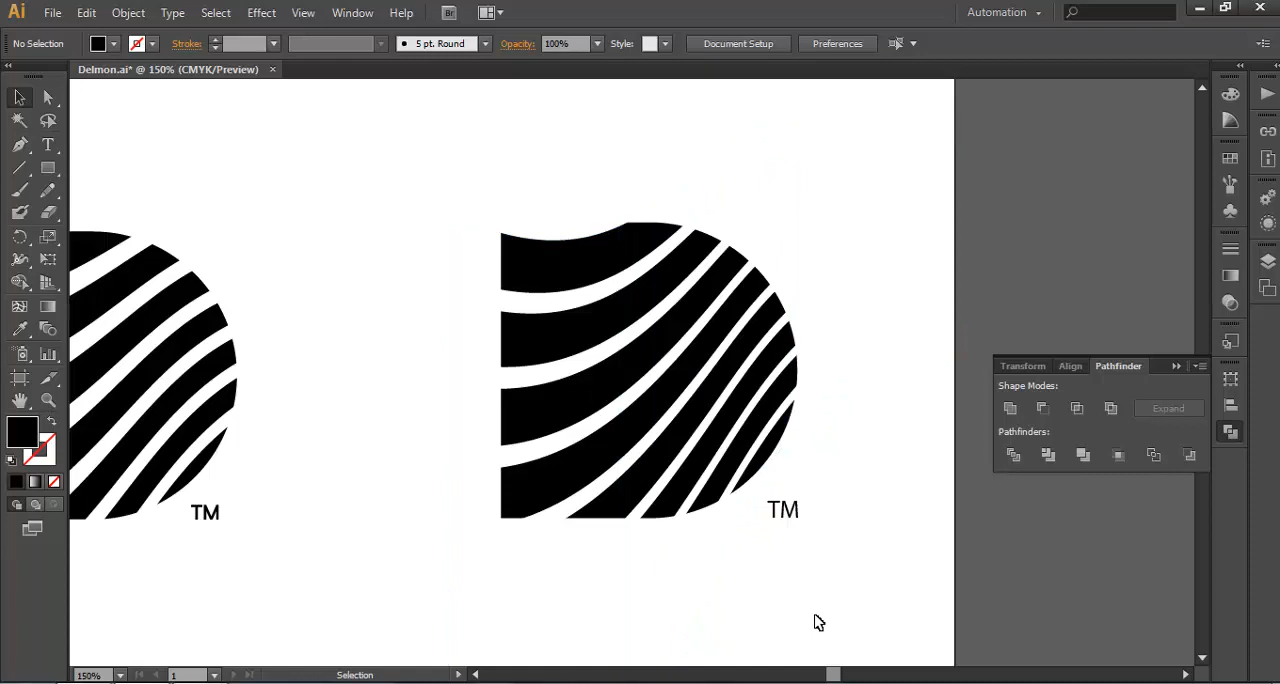 Ai File Edit Object Type Select Effect View Window Help Br Automation
No Selection Stroke: 5 pt. Round Opacity: 100% Style: Document Setup Preferences
Delmon.ai* @ 150% (CMYK/Preview) ×
Transform Align Pathfinder
Shape Modes:
Expand
Pathfinders:
TM TM
150% 1 Selection